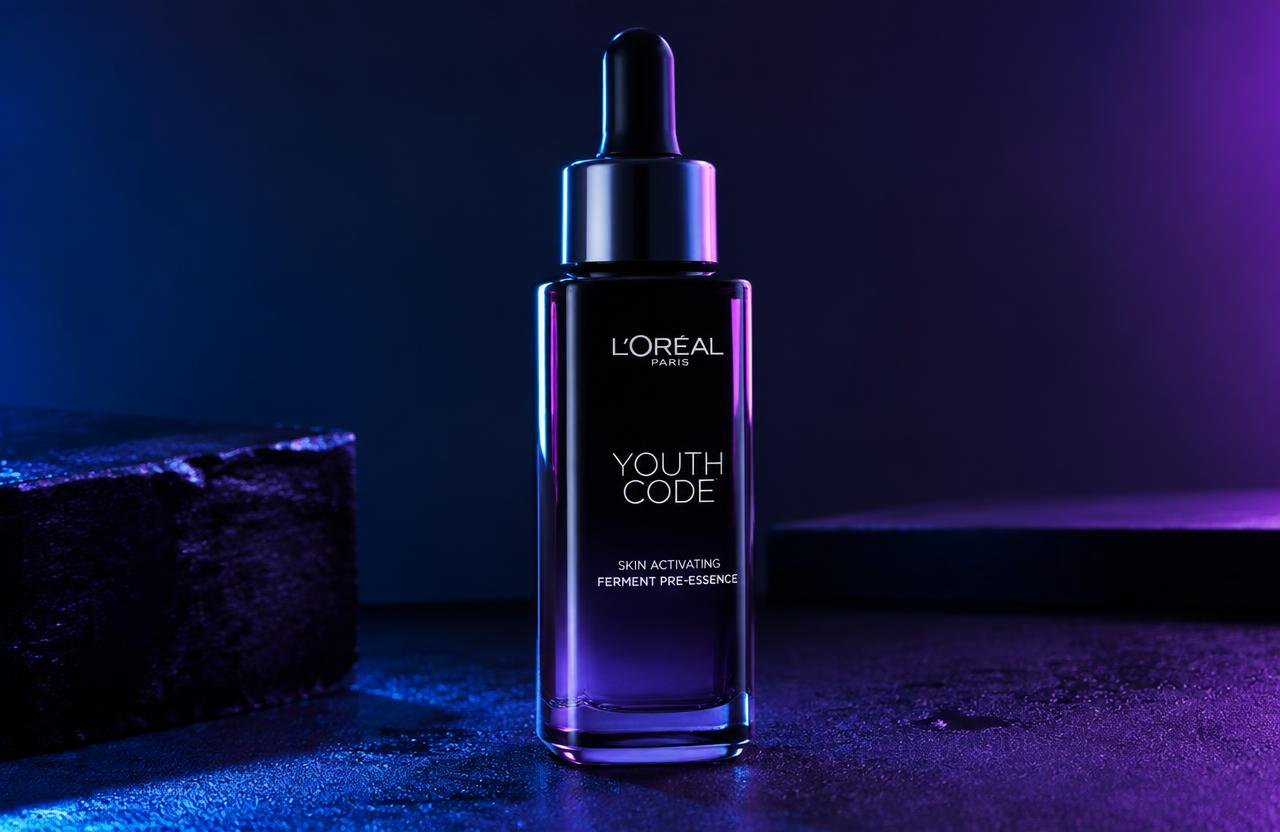 L'ORÉAL
PARIS
YOUTH
CODE
SKIN ACTIVATING
FERMENT PRE-ESSENCE